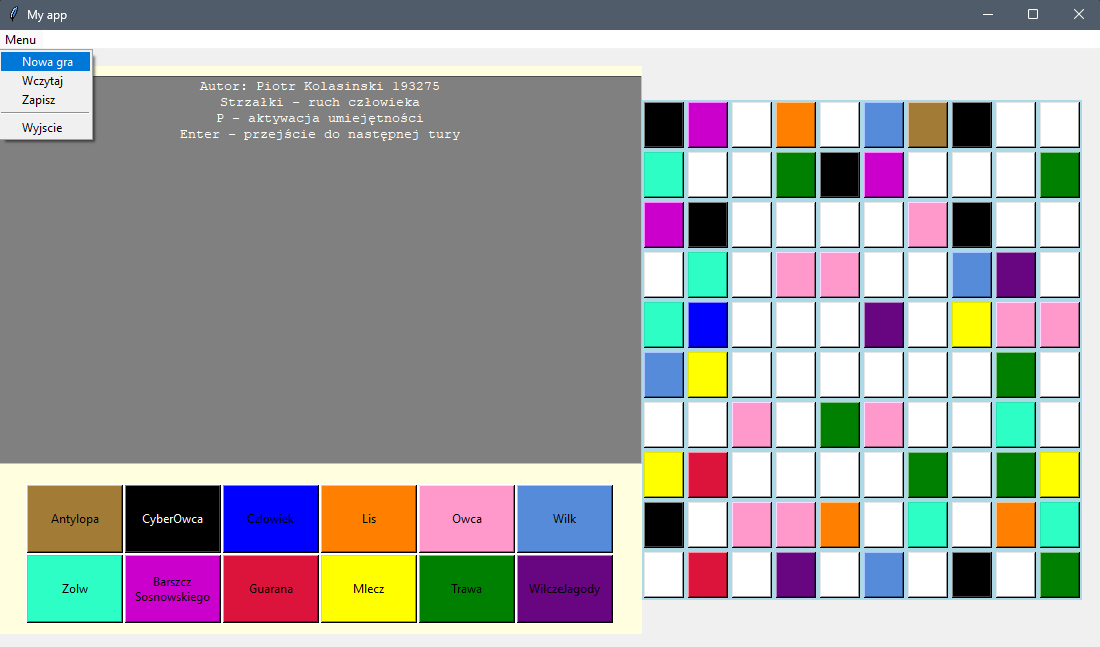 My app
Menu
Nowa gra
Wczytaj
Zapisz
Wyjscie
Autor: Piotr Kolasinski 193275
Strzałki - ruch człowieka
P - aktywacja umiejętności
Enter - przejście do następnej tury
Antylopa
CyberOwca
Czlowiek
Lis
Owca
Wilk
Zolw
Barszcz
Sosnowskiego
Guarana
Mlecz
Trawa
WilczeJagody